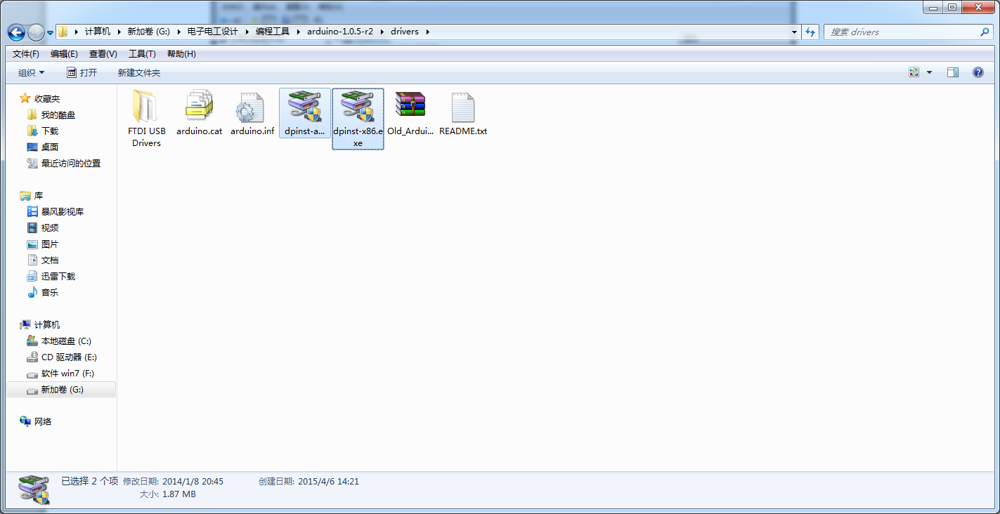 计算机 新加卷 (G:) 电子电工设计 编程工具 arduino-1.0.5-r2 drivers
搜索 drivers
文件(F) 编辑(E) 查看(V) 工具(T) 帮助(H)
组织 打开 新建文件夹
收藏夹
我的酷盘
下载
桌面
最近访问的位置
库
暴风影视库
视频
图片
文档
迅雷下载
音乐
计算机
本地磁盘 (C:)
CD 驱动器 (E:)
软件 win7 (F:)
新加卷 (G:)
网络
FTDI USB
Drivers
arduino.cat
arduino.inf
dpinst-a...
dpinst-x86.e
xe
Old_Ardui...
README.txt
已选择 2 个项 修改日期: 2014/1/8 20:45 创建日期: 2015/4/6 14:21
大小: 1.87 MB